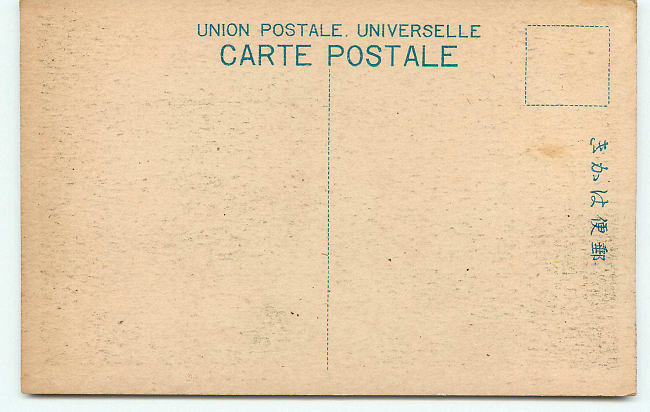 UNION POSTALE. UNIVERSELLE
CARTE POSTALE
郵便はかき